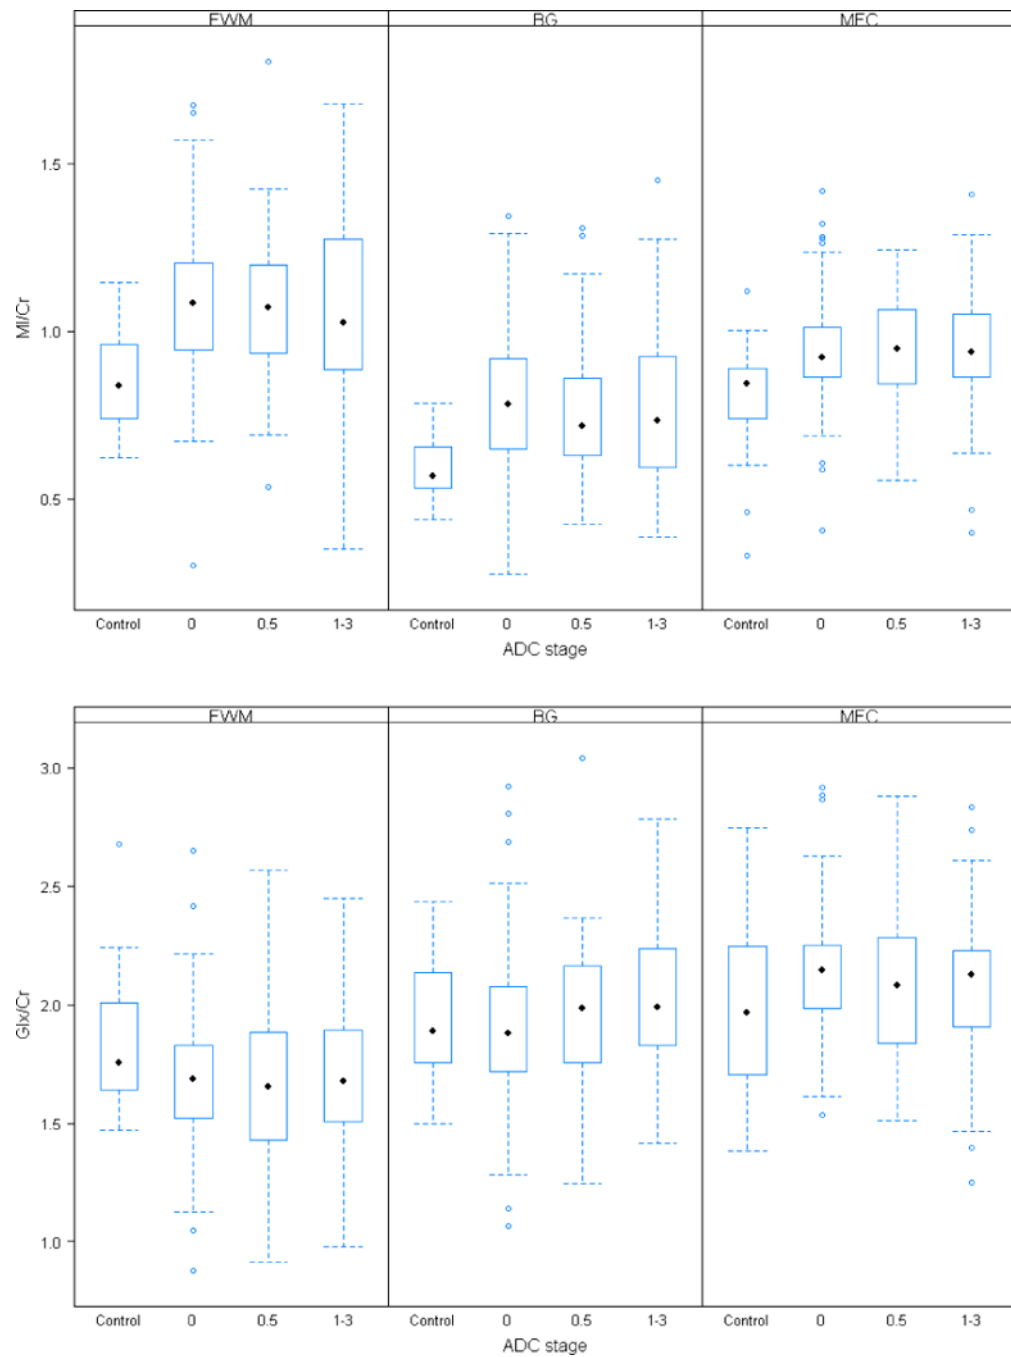 FWM BG MFC
1.5
1.0
0.5
MI/Cr
Control 0 0.5 1-3 Control 0 0.5 1-3 Control 0 0.5 1-3
ADC stage
FWM BG MFC
3.0
2.5
2.0
1.5
1.0
Glx/Cr
Control 0 0.5 1-3 Control 0 0.5 1-3 Control 0 0.5 1-3
ADC stage